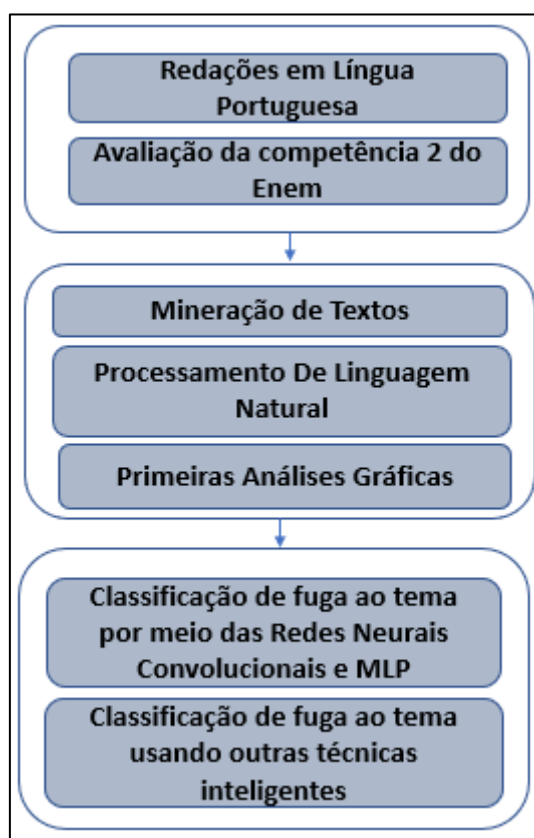 Redações em Língua
Portuguesa
Avaliação da competência 2 do
Enem
Mineração de Textos
Processamento De Linguagem
Natural
Primeiras Análises Gráficas
Classificação de fuga ao tema
por meio das Redes Neurais
Convolucionais e MLP
Classificação de fuga ao tema
usando outras técnicas
inteligentes